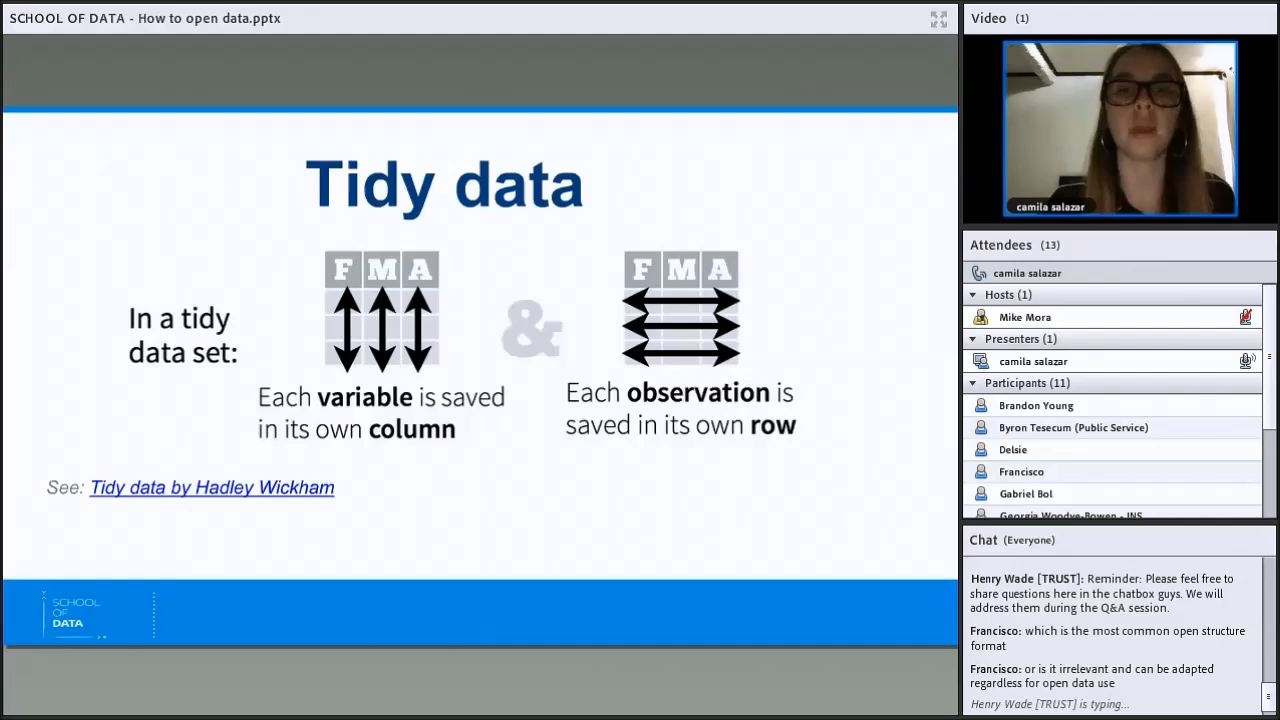 SCHOOL OF DATA - How to open data.pptx
Tidy data
In a tidy
data set:
F M A
&
F M A
Each variable is saved
in its own column
Each observation is
saved in its own row
See: Tidy data by Hadley Wickham
SCHOOL
OF
DATA
Video (1)
camila salazar
Attendees (13)
camila salazar
Hosts (1)
Mike Mora
Presenters (1)
camila salazar
Participants (11)
Brandon Young
Byron Tesecum (Public Service)
Delsie
Francisco
Gabriel Bol
Georgia Woodye-Bowen - INS
Chat (Everyone)
Henry Wade [TRUST]: Reminder: Please feel free to
share questions here in the chatbox guys. We will
address them during the Q&A session.
Francisco: which is the most common open structure
format
Francisco: or is it irrelevant and can be adapted
regardless for open data use
Henry Wade [TRUST] is typing...